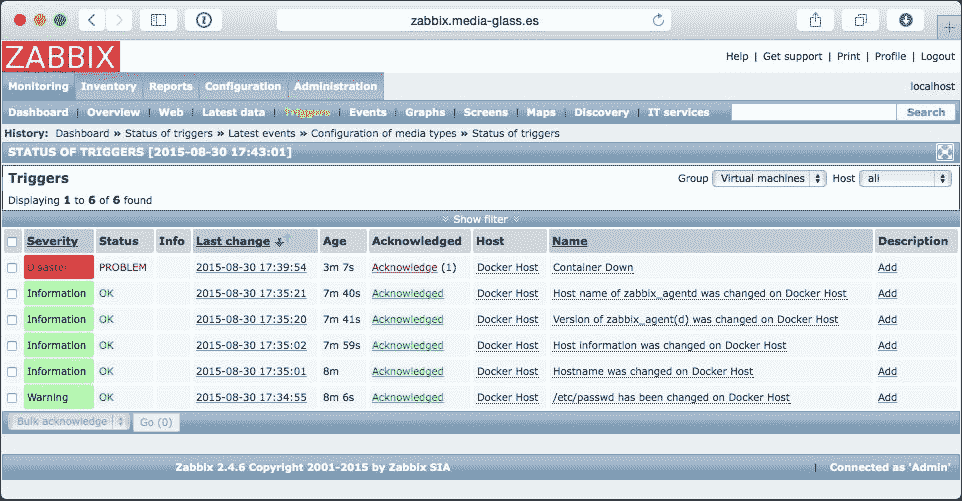 zabbix.media-glass.es
ZABBIX
Help | Get support | Print | Profile | Logout
Monitoring Inventory Reports Configuration Administration
localhost
Dashboard | Overview | Web | Latest data | Triggers | Events | Graphs | Screens | Maps | Discovery | IT services Search
History: Dashboard » Status of triggers » Latest events » Configuration of media types » Status of triggers
STATUS OF TRIGGERS [2015-08-30 17:43:01]
Triggers Group Virtual machines Host all
Displaying 1 to 6 of 6 found
Show filter
Severity Status Info Last change Age Acknowledged Host Name Description
Disaster PROBLEM 2015-08-30 17:39:54 3m 7s Acknowledge (1) Docker Host Container Down Add
Information OK 2015-08-30 17:35:21 7m 40s Acknowledged Docker Host Host name of zabbix_agentd was changed on Docker Host Add
Information OK 2015-08-30 17:35:20 7m 41s Acknowledged Docker Host Version of zabbix_agent(d) was changed on Docker Host Add
Information OK 2015-08-30 17:35:02 7m 59s Acknowledged Docker Host Host information was changed on Docker Host Add
Information OK 2015-08-30 17:35:01 8m Acknowledged Docker Host Hostname was changed on Docker Host Add
Warning OK 2015-08-30 17:34:55 8m 6s Acknowledged Docker Host /etc/passwd has been changed on Docker Host Add
Bulk acknowledge Go (0)
Zabbix 2.4.6 Copyright 2001-2015 by Zabbix SIA | Connected as 'Admin'